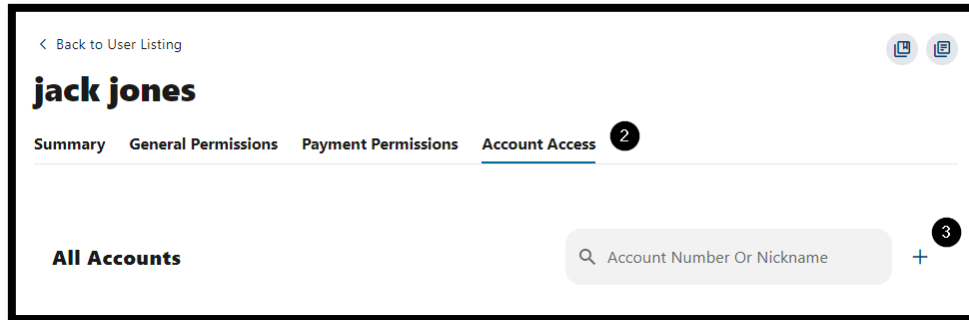 Back to User Listing
jack jones
Summary General Permissions Payment Permissions Account Access 2
3
All Accounts Account Number Or Nickname